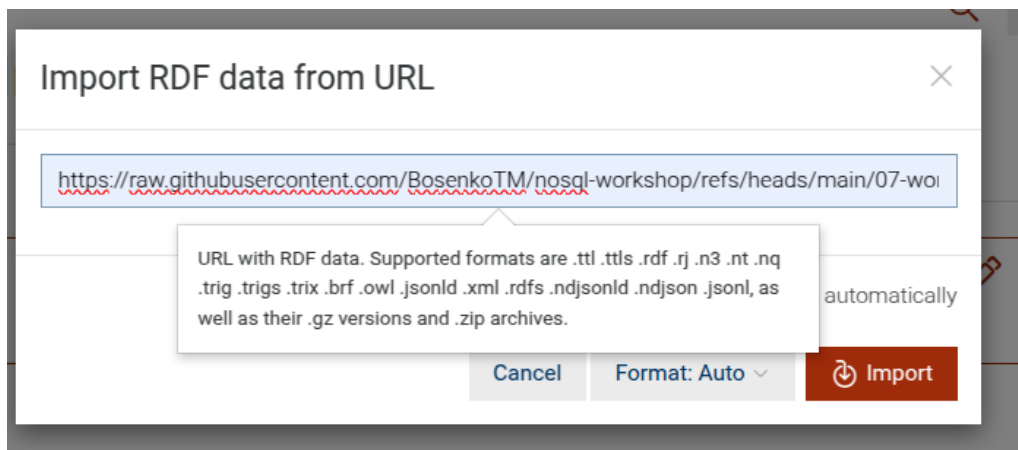 Import RDF data from URL
https://raw.githubusercontent.com/BosenkoTM/nosql-workshop/refs/heads/main/07-wor
URL with RDF data. Supported formats are .ttl .ttls .rdf .rj .n3 .nt .nq
.trig .trigs .trix .brf .owl .jsonld .xml .rdfs .ndjsonld .ndjson .jsonl, as
well as their .gz versions and .zip archives.
automatically
Cancel
Format: Auto
Import